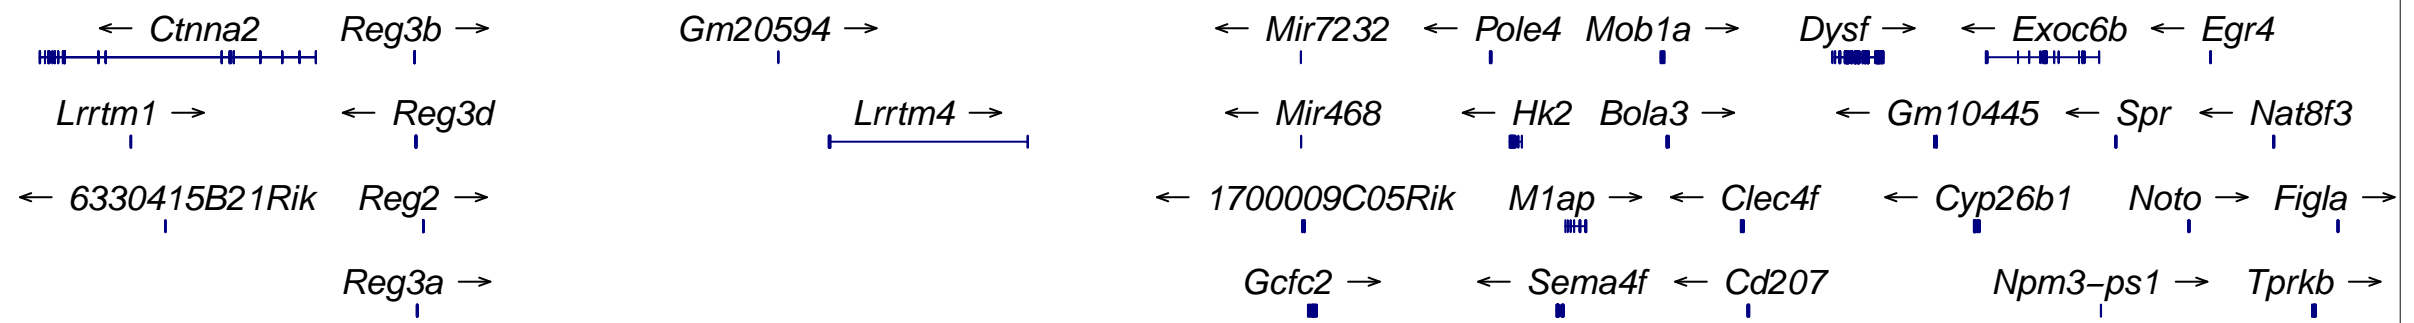 ← Ctnna2 Reg3b → Gm20594 → ← Mir7232 ← Pole4 Mob1a → Dysf → ← Exoc6b ← Egr4
Lrrtm1 → ← Reg3d Lrrtm4 → ← Mir468 ← Hk2 Bola3 → ← Gm10445 ← Spr ← Nat8f3
← 6330415B21Rik Reg2 → ← 1700009C05Rik M1ap → ← Clec4f ← Cyp26b1 Noto → Figla →
Reg3a → Gcfc2 → ← Sema4f ← Cd207 Npm3−ps1 → Tprkb →